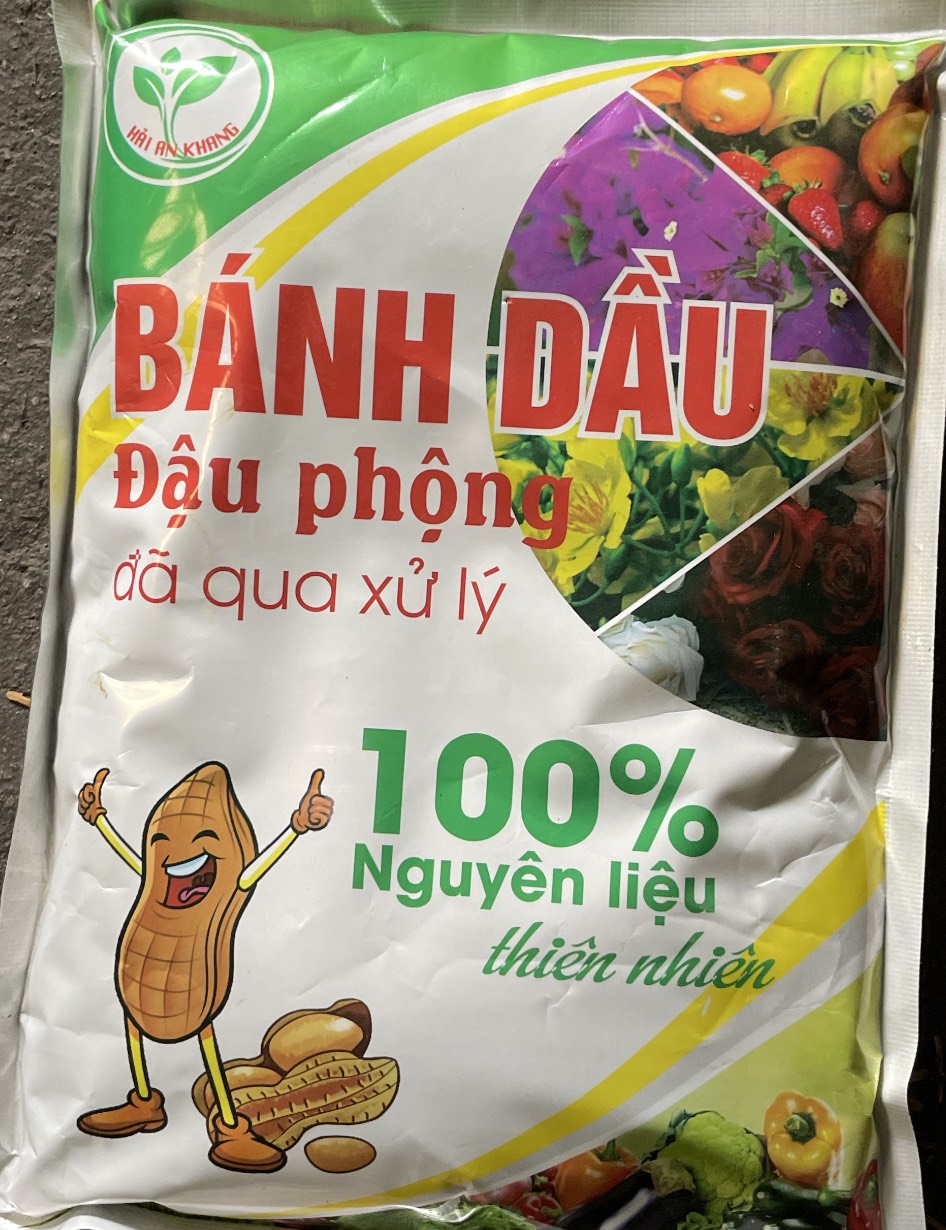 HẢI AN KHANG
BÁNH DẦU
Đậu phộng
đã qua xử lý
100%
Nguyên liệu
thiên nhiên